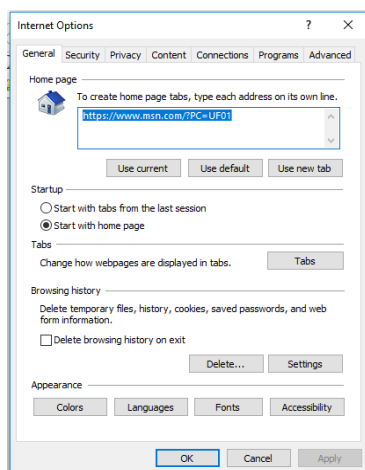 Internet Options ? X
General Security Privacy Content Connections Programs Advanced
Home page
To create home page tabs, type each address on its own line.
https://www.msn.com/?PC=UF01
Use current Use default Use new tab
Startup
Start with tabs from the last session
Start with home page
Tabs
Change how webpages are displayed in tabs. Tabs
Browsing history
Delete temporary files, history, cookies, saved passwords, and web
form information.
Delete browsing history on exit
Delete... Settings
Appearance
Colors Languages Fonts Accessibility
OK Cancel Apply